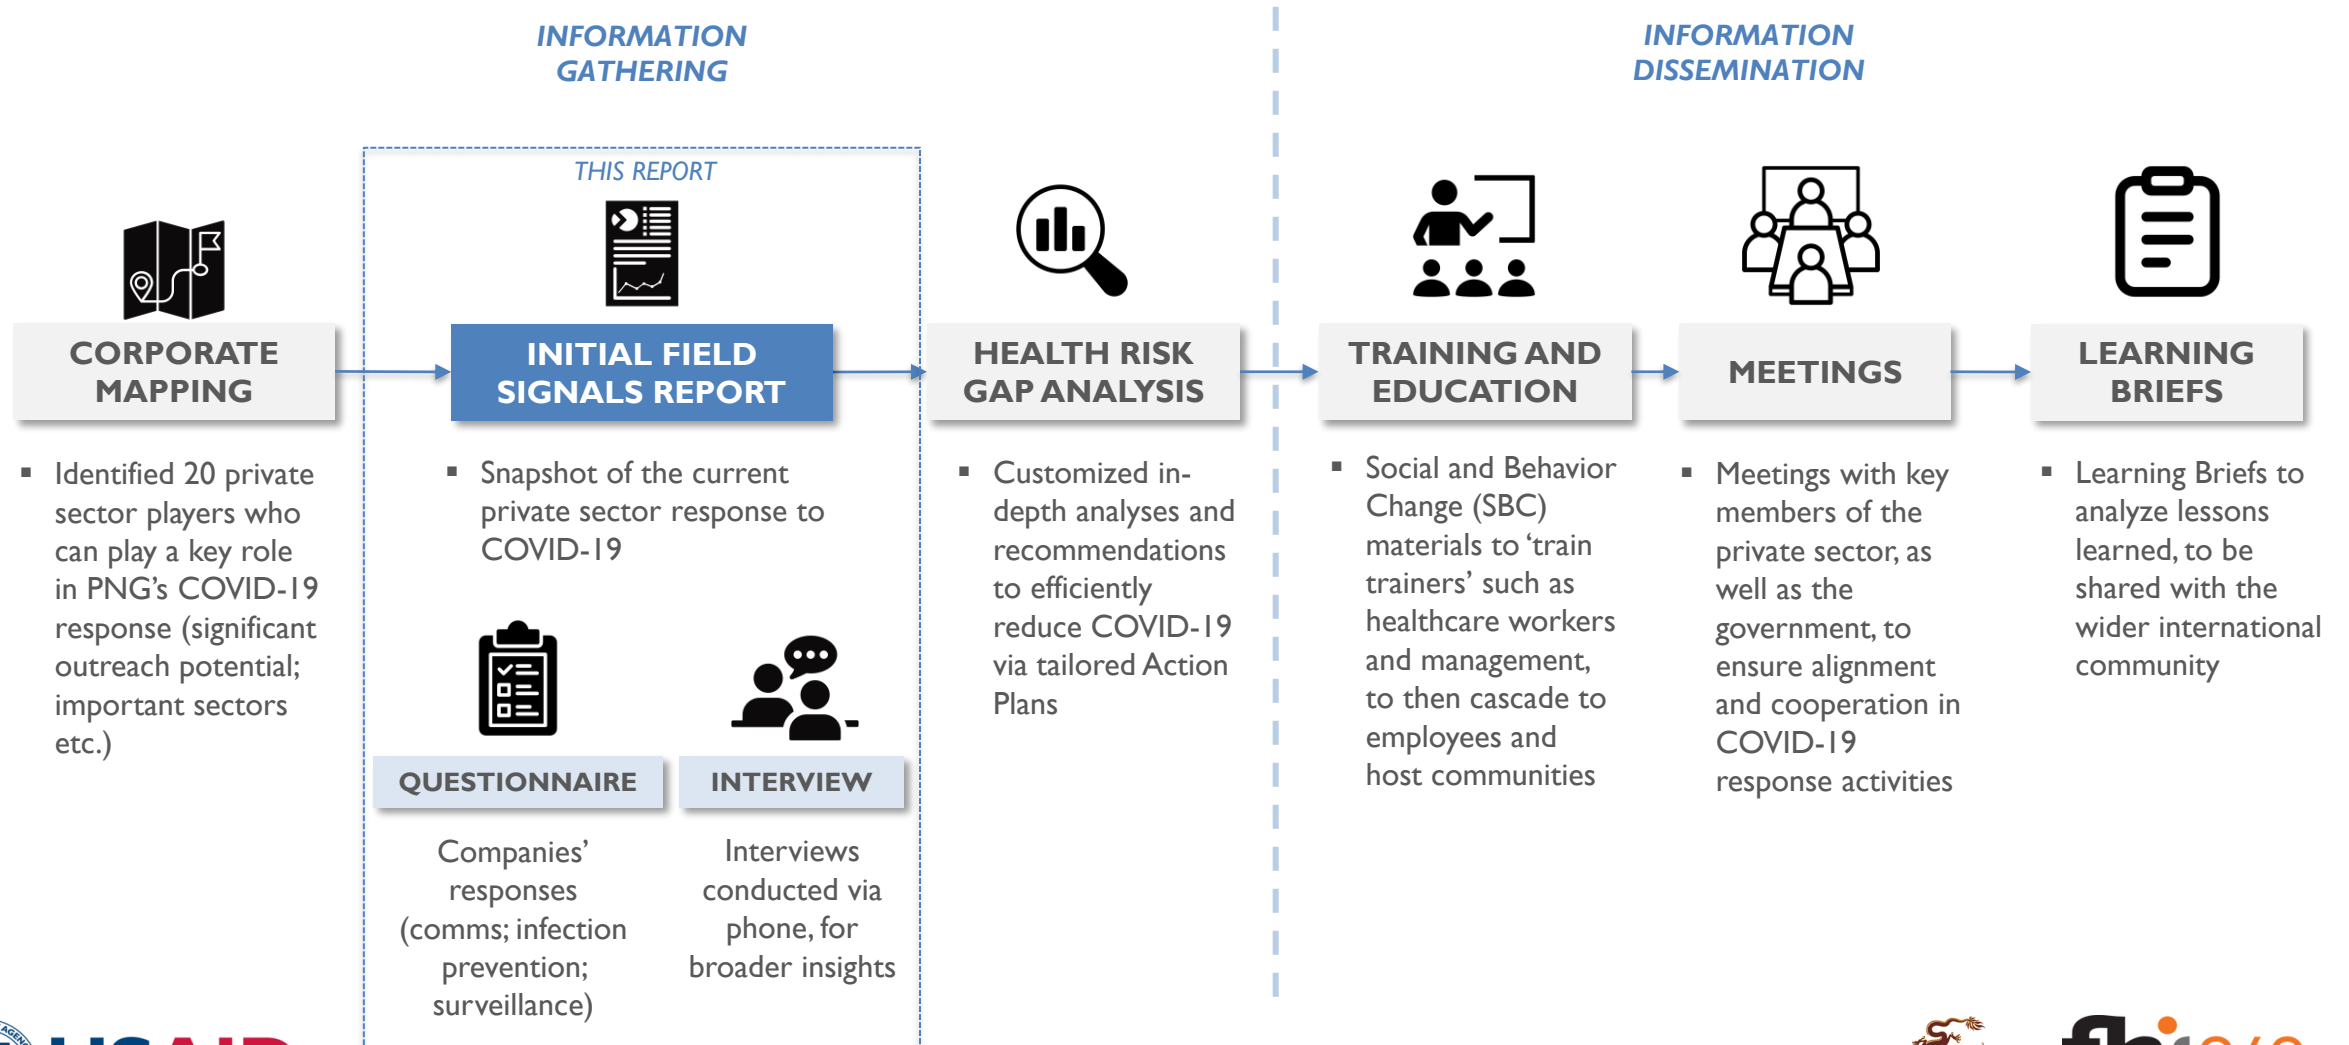 INFORMATION
GATHERING
INFORMATION
DISSEMINATION
THIS REPORT
CORPORATE
MAPPING
▪ Identified 20 private
sector players who
can play a key role
in PNG's COVID-19
response (significant
outreach potential;
important sectors
etc.)
INITIAL FIELD
SIGNALS REPORT
▪ Snapshot of the current
private sector response to
COVID-19
QUESTIONNAIRE
Companies'
responses
(comms; infection
prevention;
surveillance)
INTERVIEW
Interviews
conducted via
phone, for
broader insights
HEALTH RISK
GAP ANALYSIS
▪ Customized in-
depth analyses and
recommendations
to efficiently
reduce COVID-19
via tailored Action
Plans
TRAINING AND
EDUCATION
▪ Social and Behavior
Change (SBC)
materials to ‘train
trainers’ such as
healthcare workers
and management,
to then cascade to
employees and
host communities
MEETINGS
▪ Meetings with key
members of the
private sector, as
well as the
government, to
ensure alignment
and cooperation in
COVID-19
response activities
LEARNING
BRIEFS
▪ Learning Briefs to
analyze lessons
learned, to be
shared with the
wider international
community
USAID
fhi360